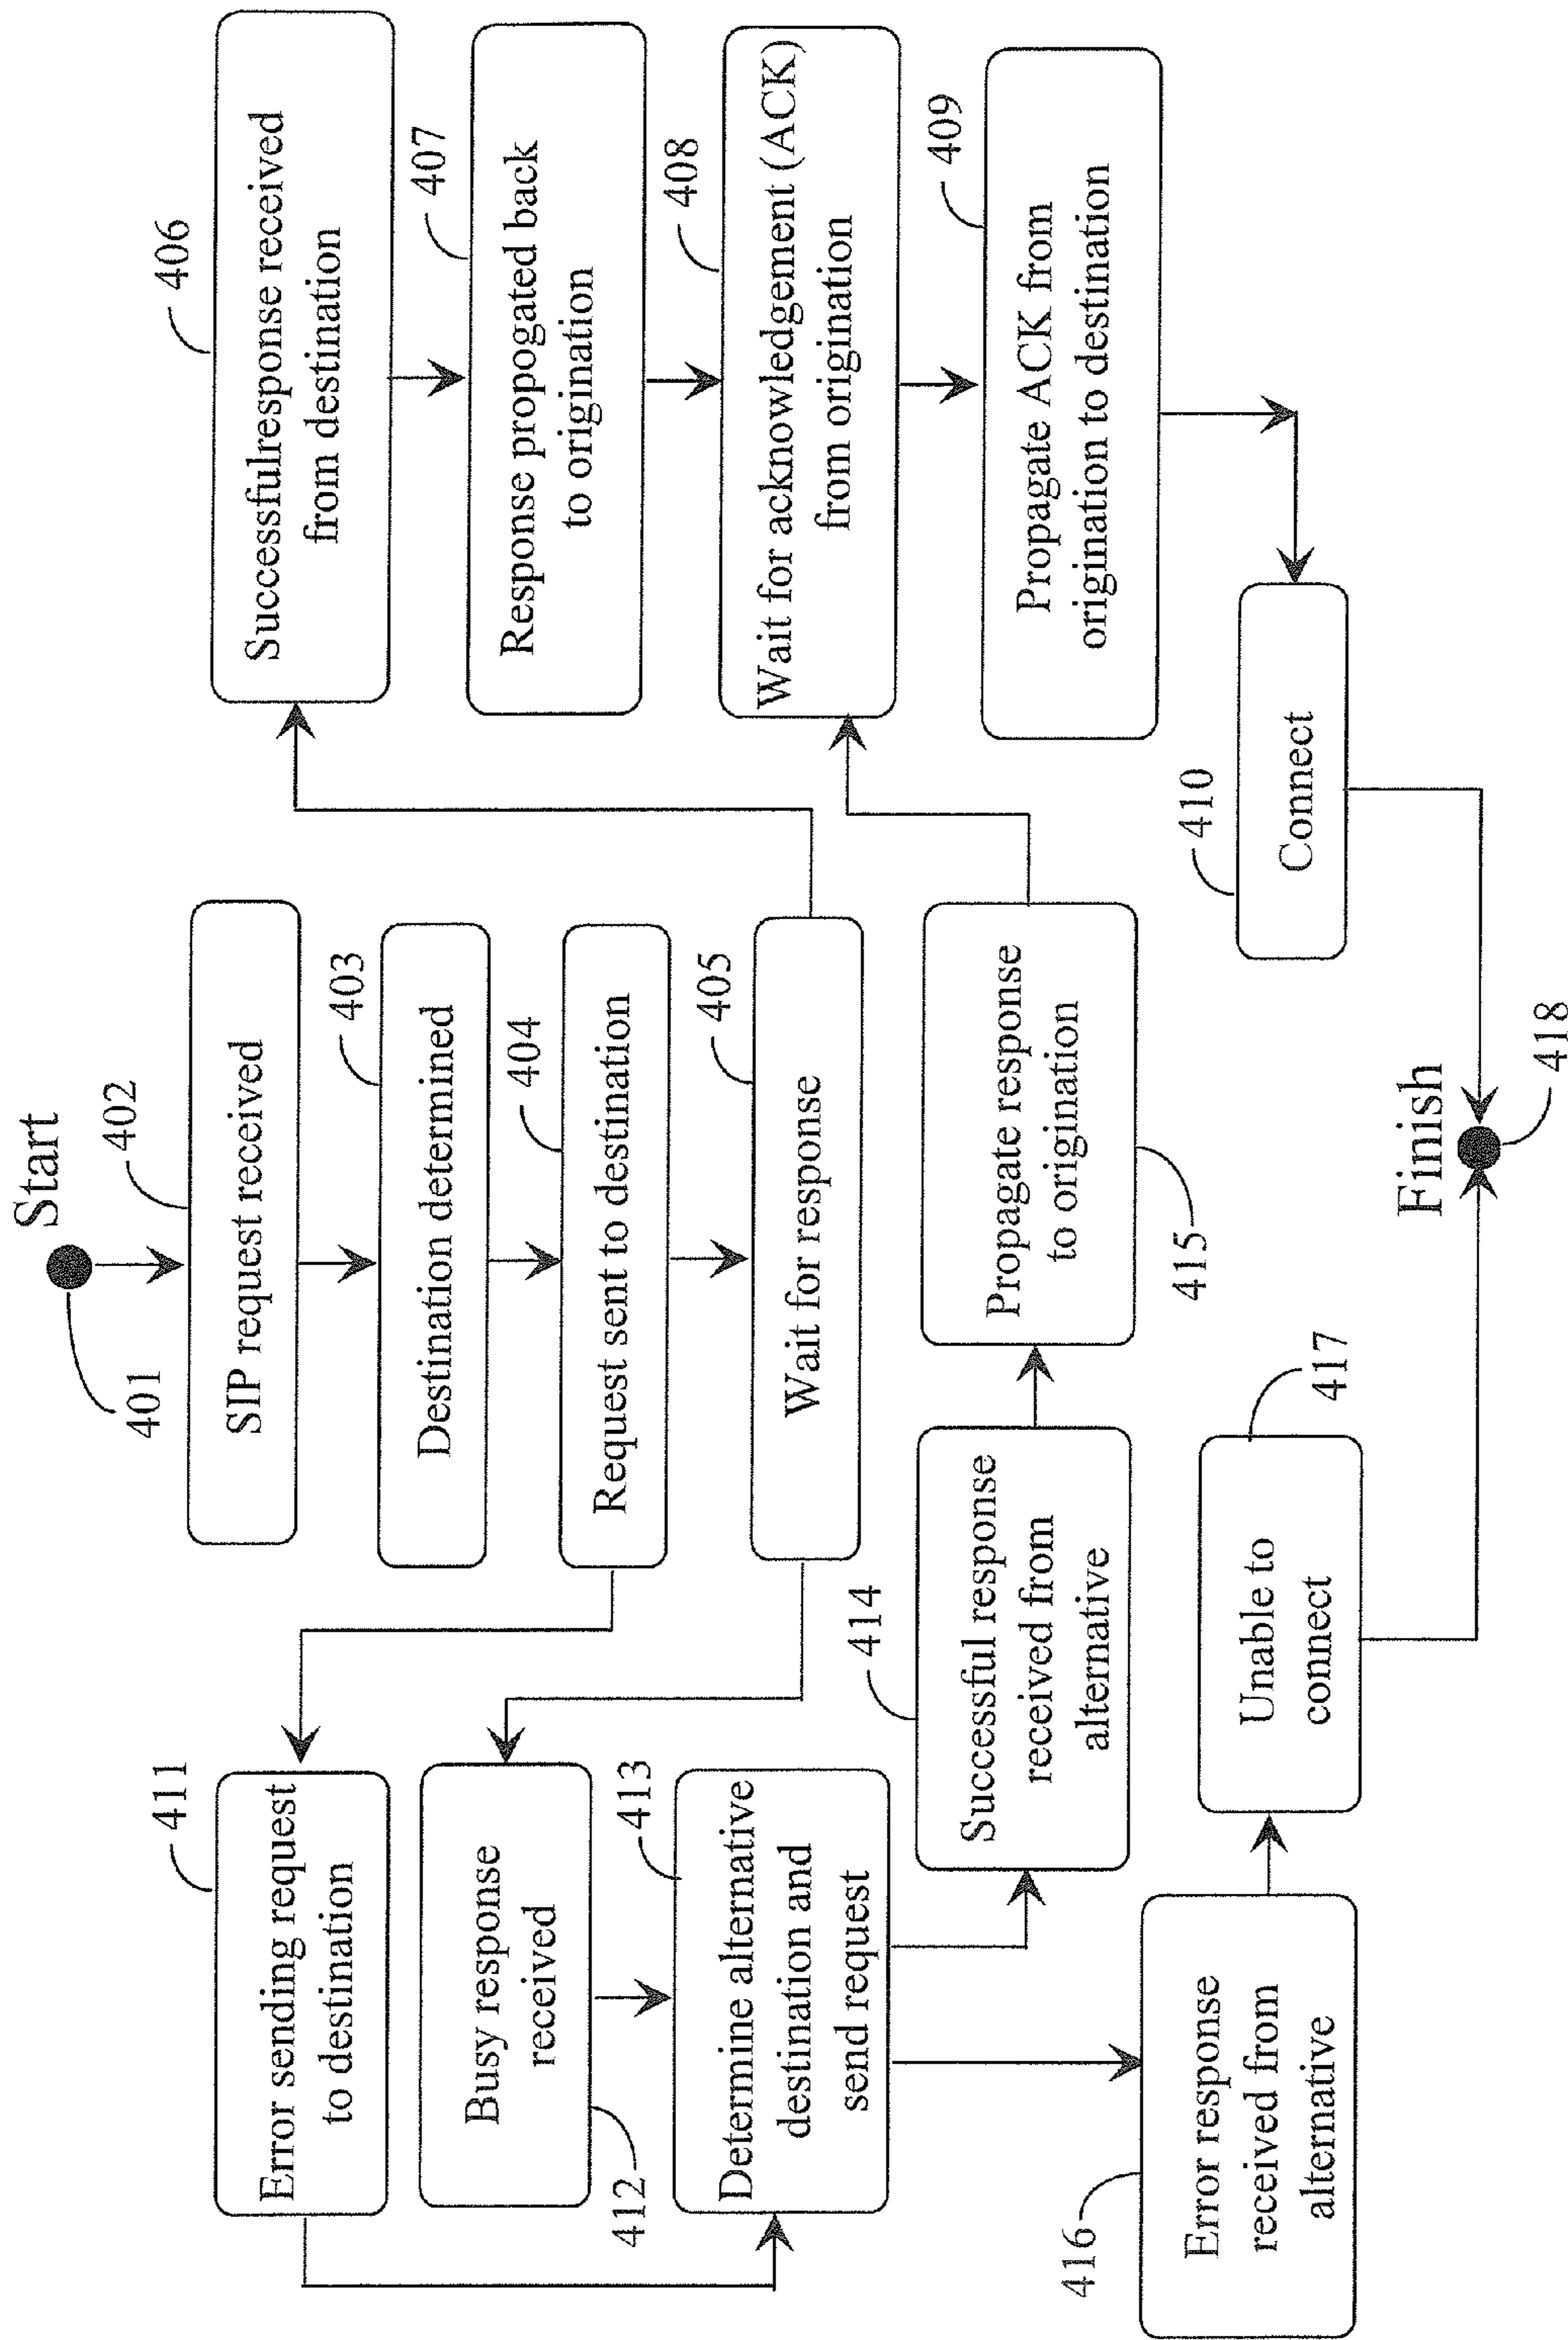 Start
401
402
SIP request received
403
Destination determined
404
Request sent to destination
405
Wait for response
406
Successfulresponse received
from destination
407
Response propogated back
to origination
408
Wait for acknowledgement (ACK)
from origination
409
Propagate ACK from
origination to destination
410
Connect
411
Error sending request
to destination
412
Busy response
received
413
Determine alternative
destination and
send request
414
Successful response
received from
alternative
415
Propagate response
to origination
416
Error response
received from
alternative
417
Unable to
connect
Finish
418